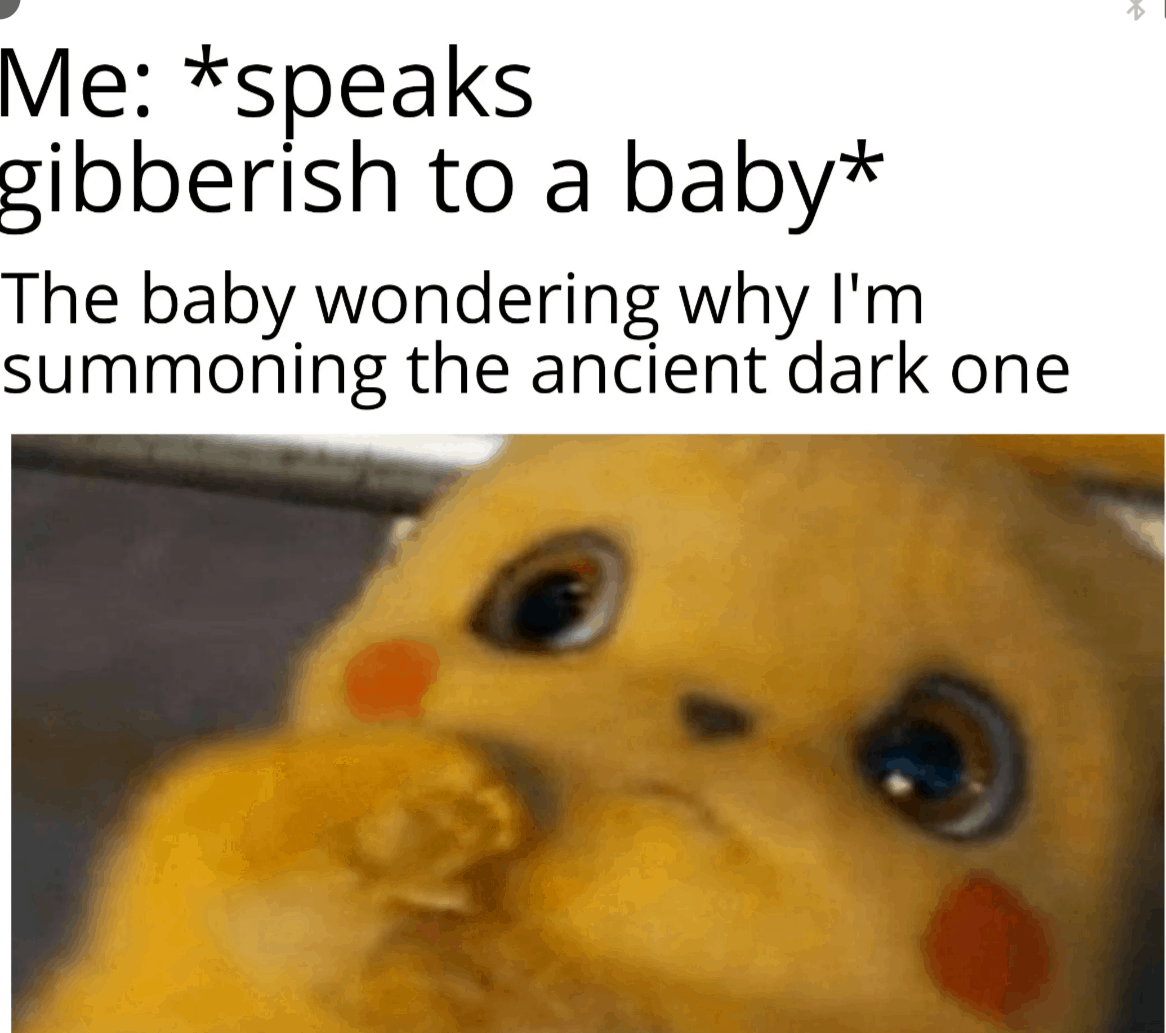 Me: *speaks
gibberish to a baby*
The baby wondering why I'm
summoning the ancient dark one